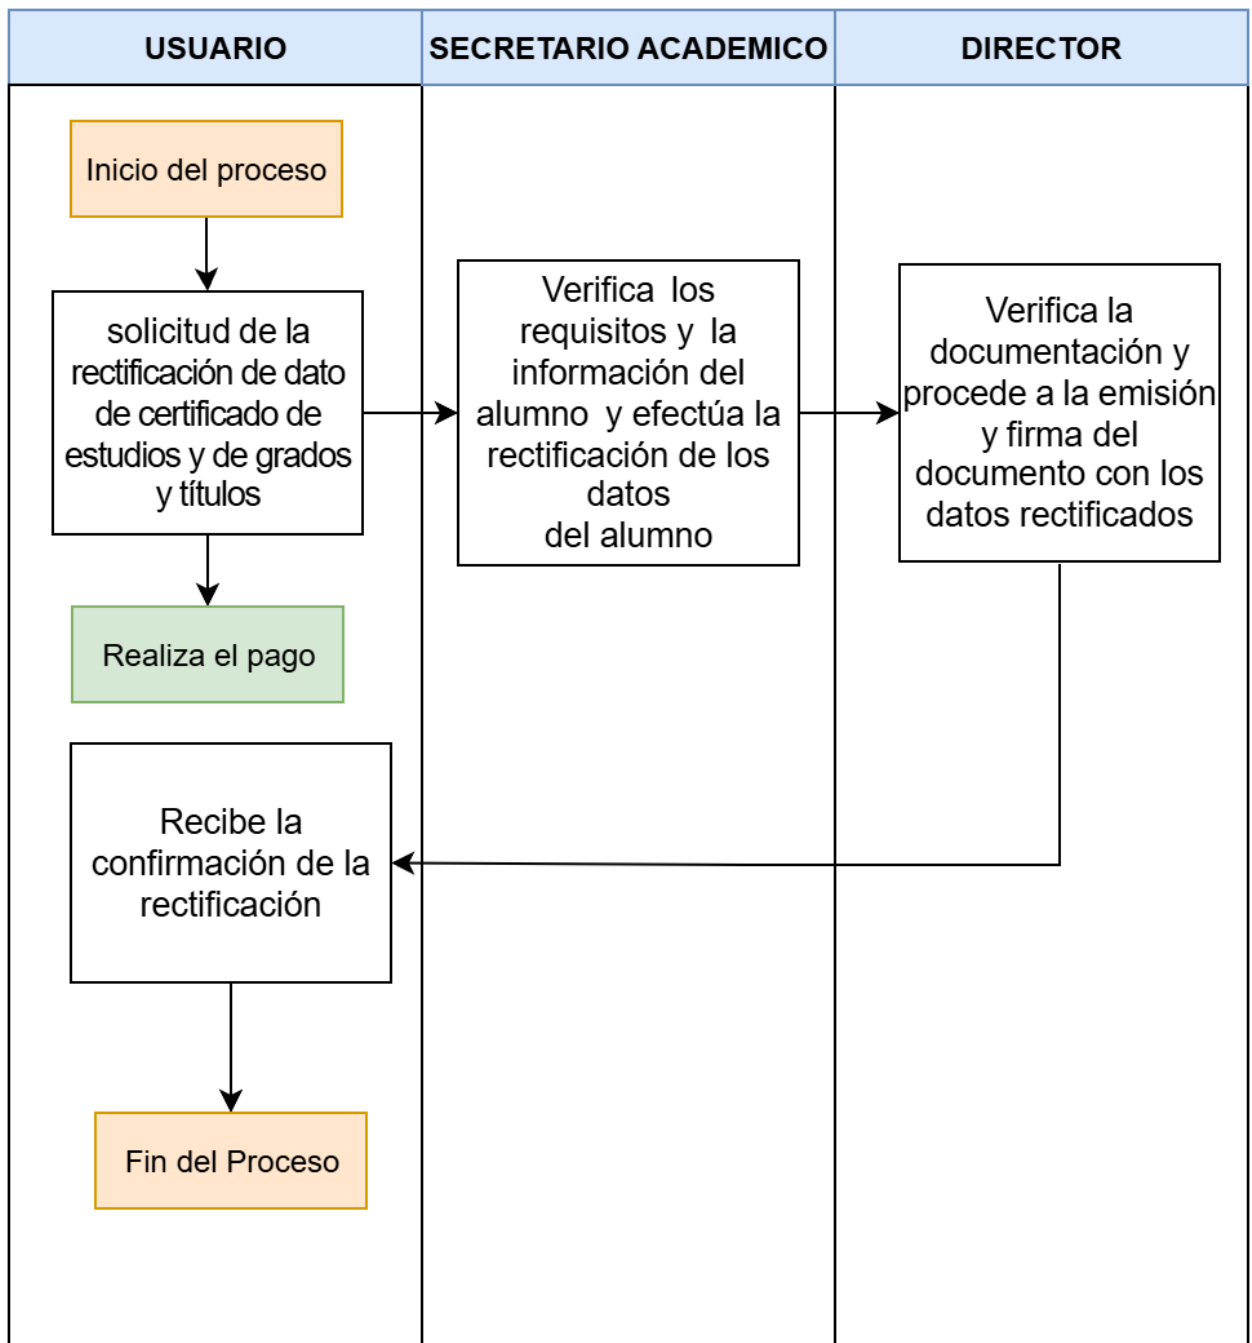 USUARIO
SECRETARIO ACADEMICO
DIRECTOR
Inicio del proceso
solicitud de la
rectificación de dato
de certificado de
estudios y de grados
y títulos
Verifica los
requisitos y la
información del
alumno y efectúa la
rectificación de los
datos
del alumno
Verifica la
documentación y
procede a la emisión
y firma del
documento con los
datos rectificados
Realiza el pago
Recibe la
confirmación de la
rectificación
Fin del Proceso